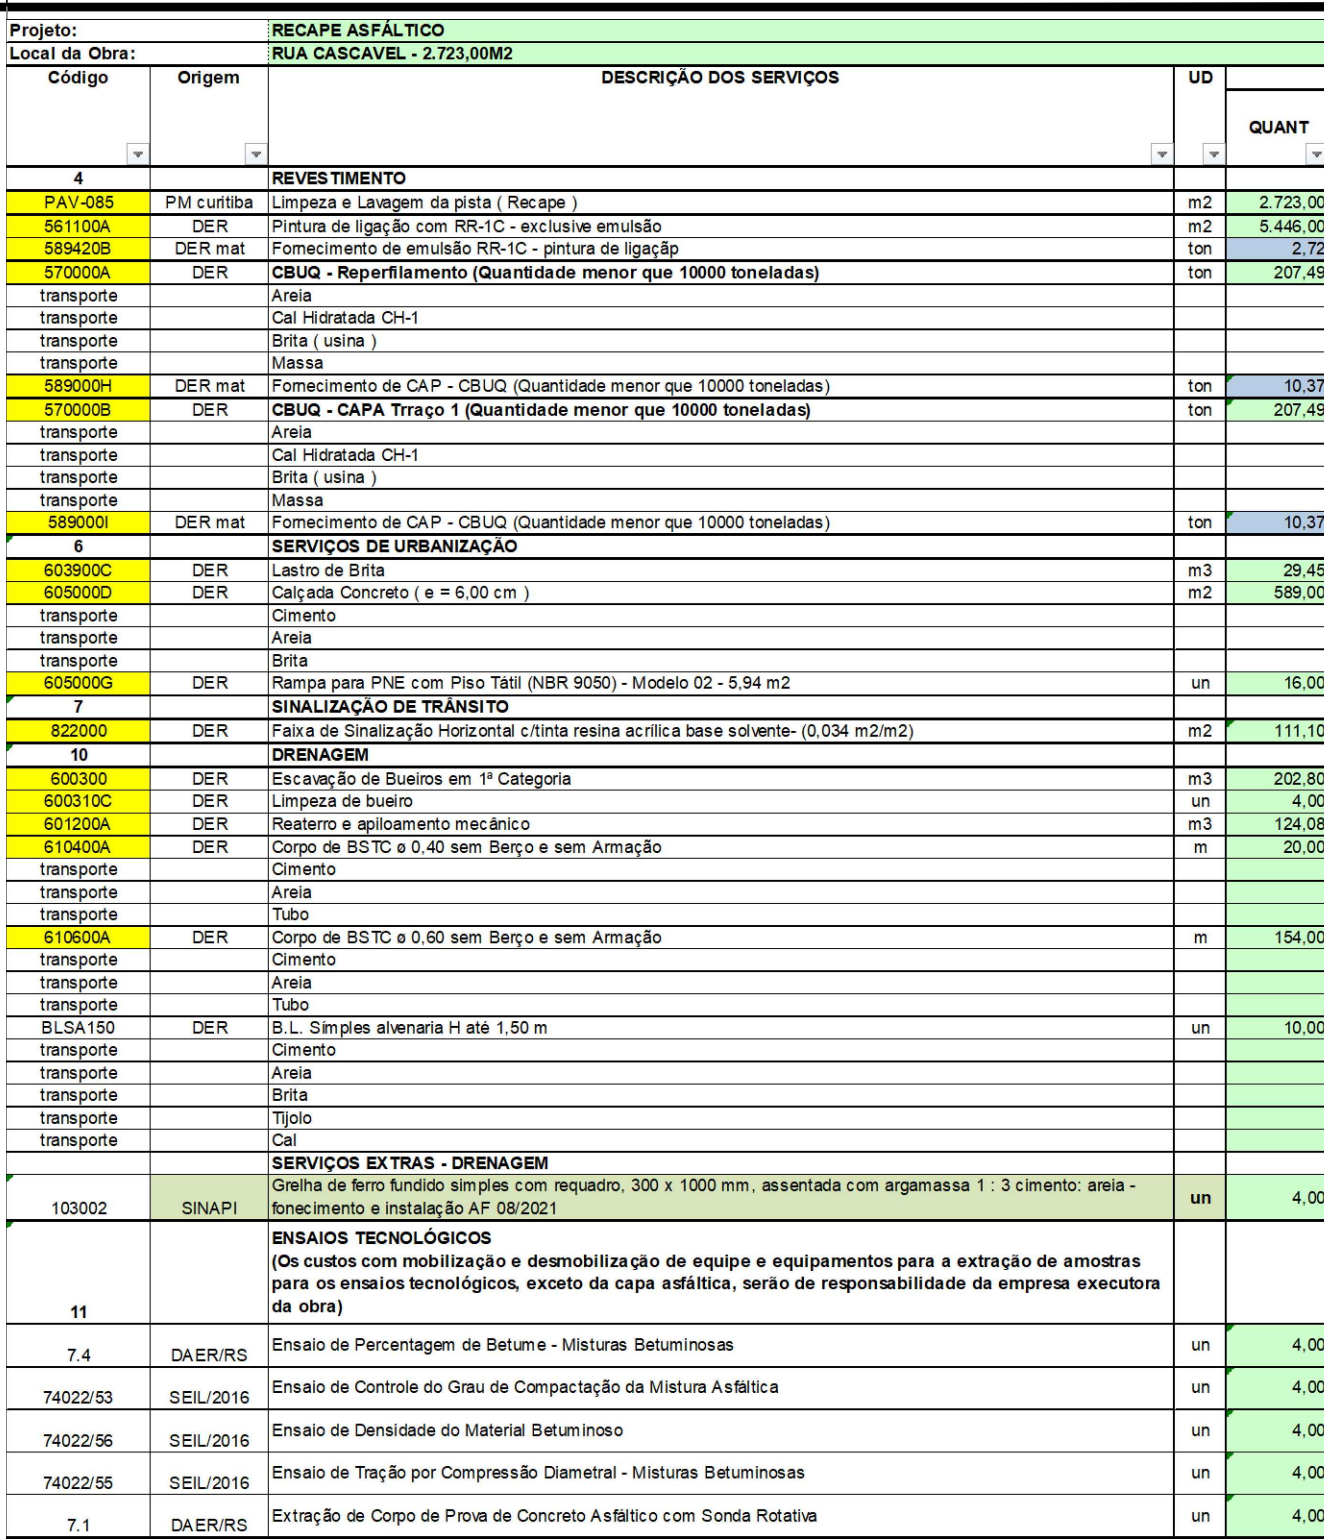 Projeto: RECAPE ASFÁLTICO
Local da Obra: RUA CASCAVEL - 2.723,00M2
Código Origem DESCRIÇÃO DOS SERVIÇOS UD
QUANT
4 REVESTIMENTO
PAV-085 PM curitiba Limpeza e Lavagem da pista ( Recape ) m2 2.723,00
561100A DER Pintura de ligação com RR-1C - exclusive emulsão m2 5.446,00
589420B DER mat Fornecimento de emulsão RR-1C - pintura de ligaçãp ton 2,72
570000A DER CBUQ - Reperfilamento (Quantidade menor que 10000 toneladas) ton 207,49
transporte Areia
transporte Cal Hidratada CH-1
transporte Brita ( usina )
transporte Massa
589000H DER mat Fornecimento de CAP - CBUQ (Quantidade menor que 10000 toneladas) ton 10,37
570000B DER CBUQ - CAPA Trraço 1 (Quantidade menor que 10000 toneladas) ton 207,49
transporte Areia
transporte Cal Hidratada CH-1
transporte Brita ( usina )
transporte Massa
589000I DER mat Fornecimento de CAP - CBUQ (Quantidade menor que 10000 toneladas) ton 10,37
6 SERVIÇOS DE URBANIZAÇÃO
603900C DER Lastro de Brita m3 29,45
605000D DER Calçada Concreto ( e = 6,00 cm ) m2 589,00
transporte Cimento
transporte Areia
transporte Brita
605000G DER Rampa para PNE com Piso Tátil (NBR 9050) - Modelo 02 - 5,94 m2 un 16,00
7 SINALIZAÇÃO DE TRÂNSITO
822000 DER Faixa de Sinalização Horizontal c/tinta resina acrílica base solvente- (0,034 m2/m2) m2 111,10
10 DRENAGEM
600300 DER Escavação de Bueiros em 1ª Categoria m3 202,80
600310C DER Limpeza de bueiro un 4,00
601200A DER Reaterro e apiloamento mecânico m3 124,08
610400A DER Corpo de BSTC ø 0,40 sem Berço e sem Armação m 20,00
transporte Cimento
transporte Areia
transporte Tubo
610600A DER Corpo de BSTC ø 0,60 sem Berço e sem Armação m 154,00
transporte Cimento
transporte Areia
transporte Tubo
BLSA150 DER B.L. Símples alvenaria H até 1,50 m un 10,00
transporte Cimento
transporte Areia
transporte Brita
transporte Tijolo
transporte Cal
SERVIÇOS EXTRAS - DRENAGEM
Grelha de ferro fundido simples com requadro, 300 x 1000 mm, assentada com argamassa 1 : 3 cimento: areia -
103002 SINAPI fonecimento e instalação AF 08/2021 un 4,00
ENSAIOS TECNOLÓGICOS
(Os custos com mobilização e desmobilização de equipe e equipamentos para a extração de amostras
para os ensaios tecnológicos, exceto da capa asfáltica, serão de responsabilidade da empresa executora
11 da obra)
7.4 DAER/RS Ensaio de Percentagem de Betume - Misturas Betuminosas un 4,00
74022/53 SEIL/2016 Ensaio de Controle do Grau de Compactação da Mistura Asfáltica un 4,00
74022/56 SEIL/2016 Ensaio de Densidade do Material Betuminoso un 4,00
74022/55 SEIL/2016 Ensaio de Tração por Compressão Diametral - Misturas Betuminosas un 4,00
7.1 DAER/RS Extração de Corpo de Prova de Concreto Asfáltico com Sonda Rotativa un 4,00